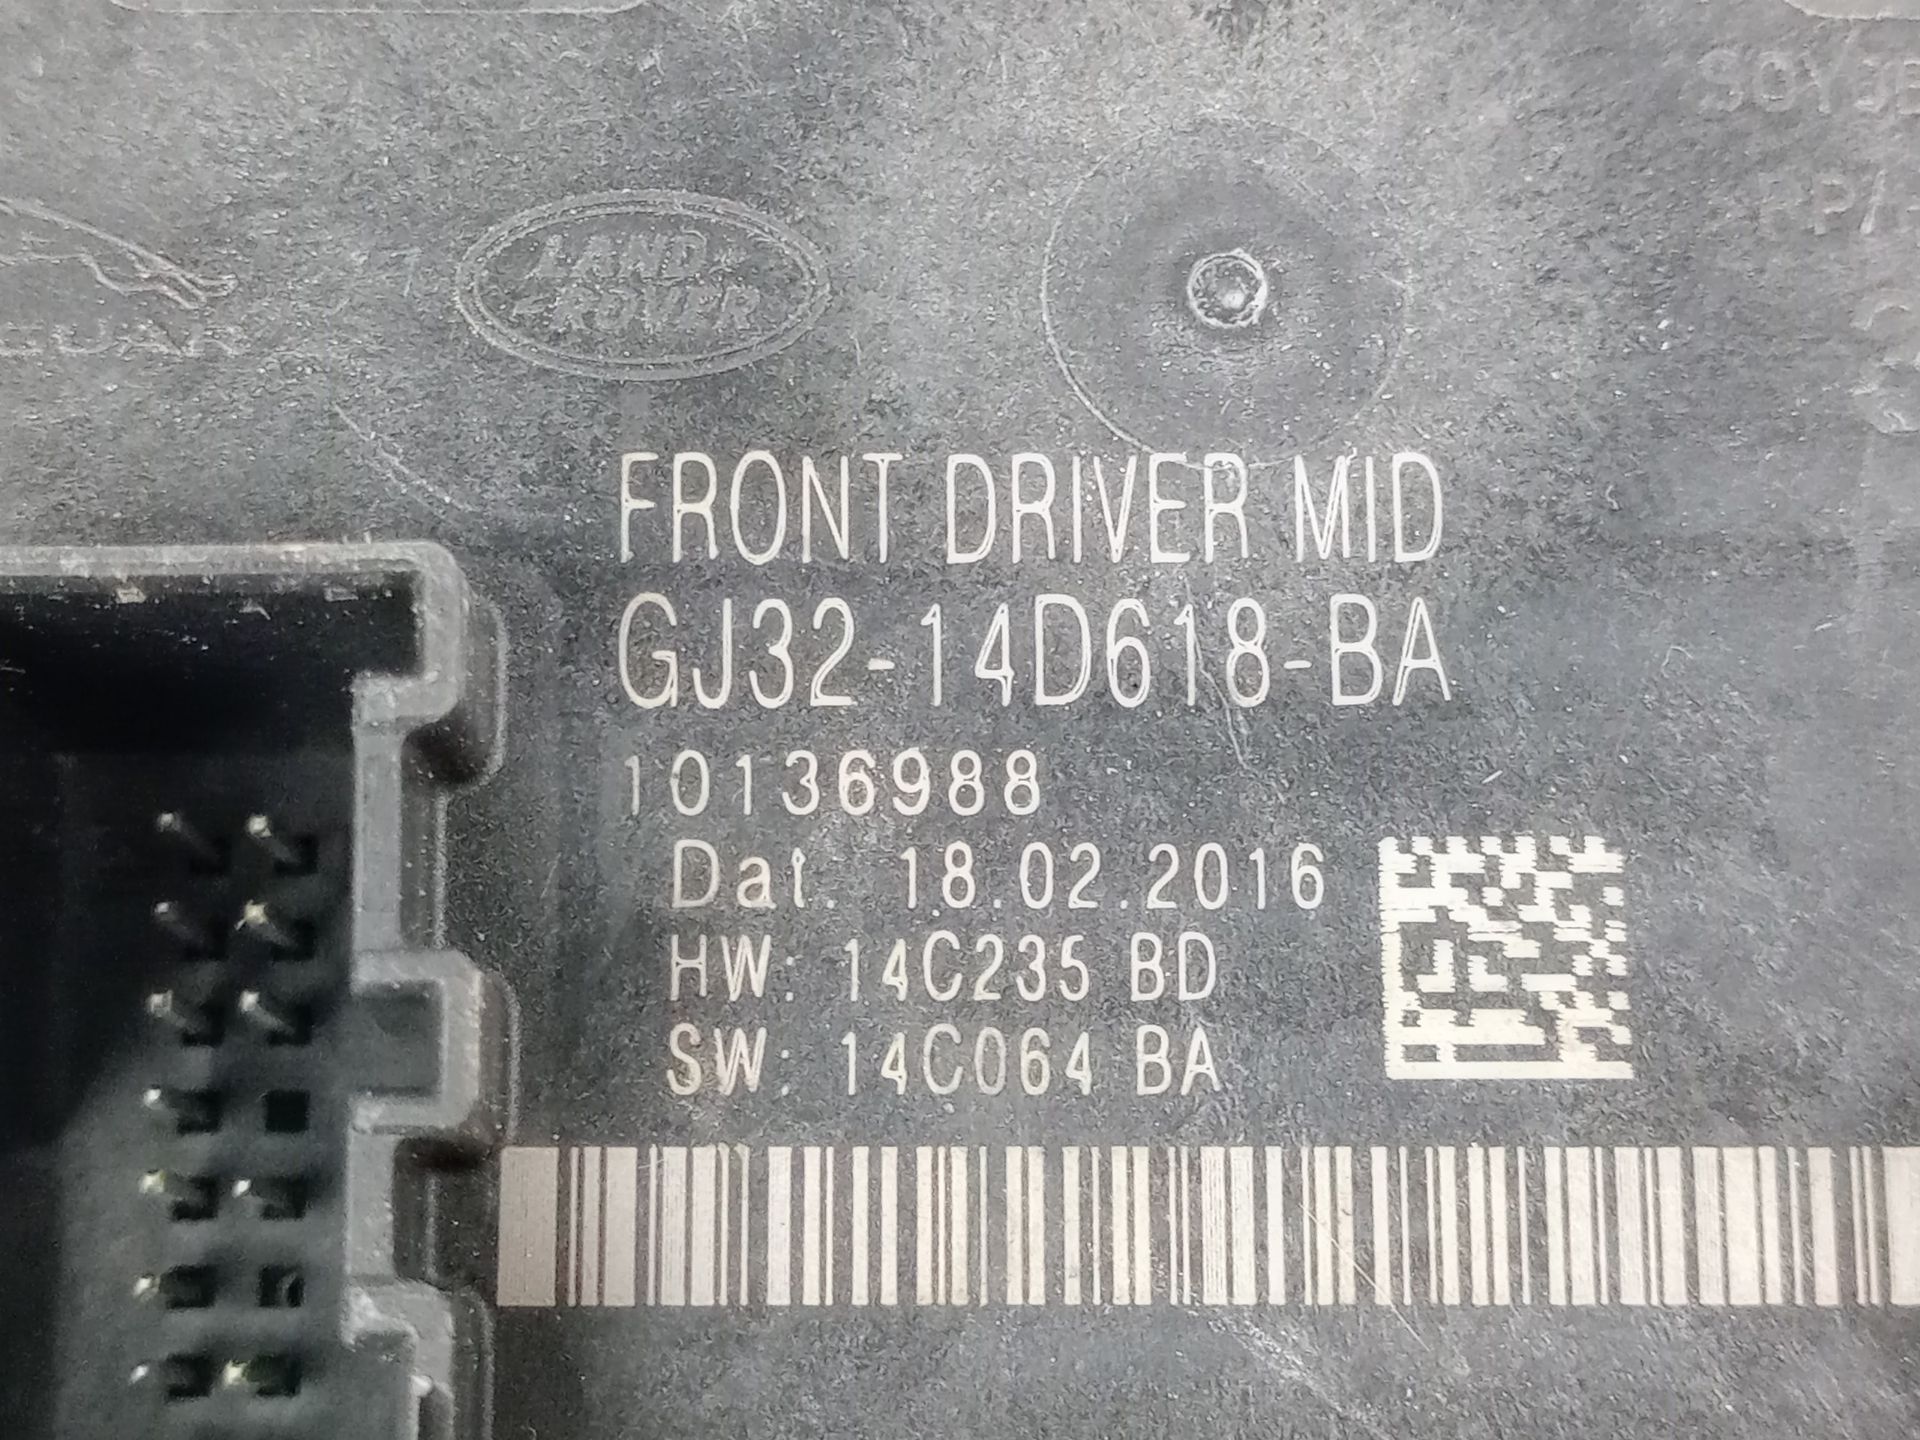 LAND
ROVER
FRONT DRIVER MID
GJ32-14D618-BA
10136988
Dat. 18.02.2016
HW: 14C235 BD
SW: 14C064 BA